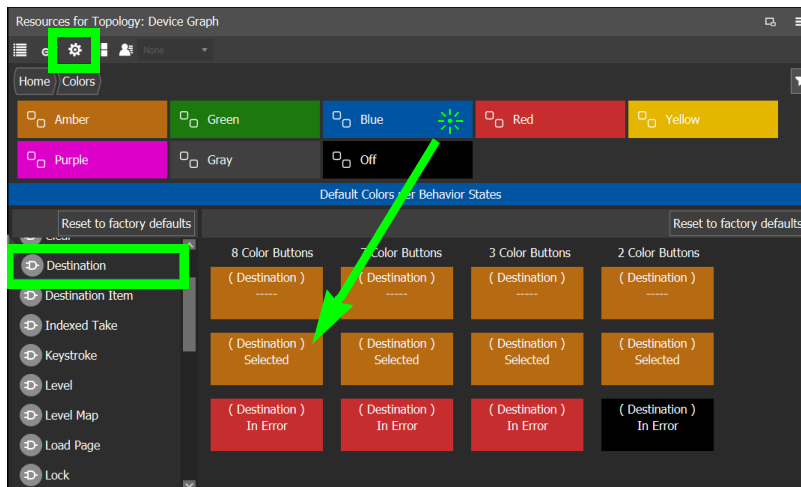 Resources for Topology: Device Graph
None
Home Colors
Amber Green Blue Red Yellow
Purple Gray Off
Default Colors per Behavior States
Reset to factory defaults Reset to factory defaults
Clear
8 Color Buttons 7 Color Buttons 3 Color Buttons 2 Color Buttons
Destination
( Destination ) ( Destination ) ( Destination ) ( Destination )
----- ----- ----- -----
Destination Item
Indexed Take
( Destination ) ( Destination ) ( Destination ) ( Destination )
Selected Selected Selected Selected
Keystroke
Level
Level Map
( Destination ) ( Destination ) ( Destination ) ( Destination )
In Error In Error In Error In Error
Load Page
Lock